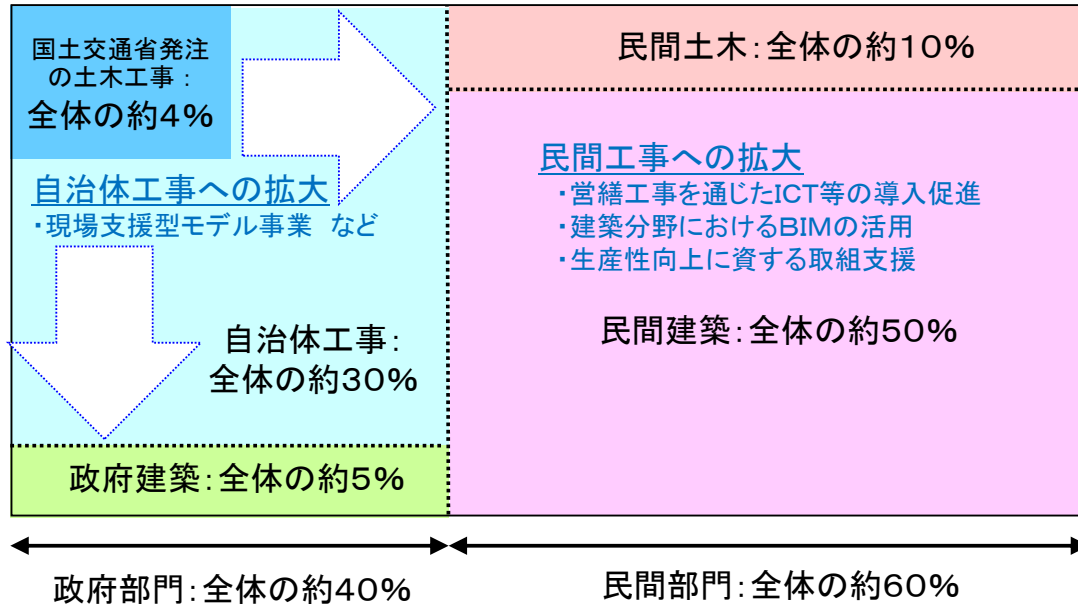 国土交通省発注
の土木工事：
全体の約4%
自治体工事への拡大
・現場支援型モデル事業　など
自治体工事：
全体の約30%
政府建築：全体の約5%
民間土木：全体の約10%
民間工事への拡大
・営繕工事を通じたICT等の導入促進
・建築分野におけるBIMの活用
・生産性向上に資する取組支援
民間建築：全体の約50%
政府部門：全体の約40%
民間部門：全体の約60%